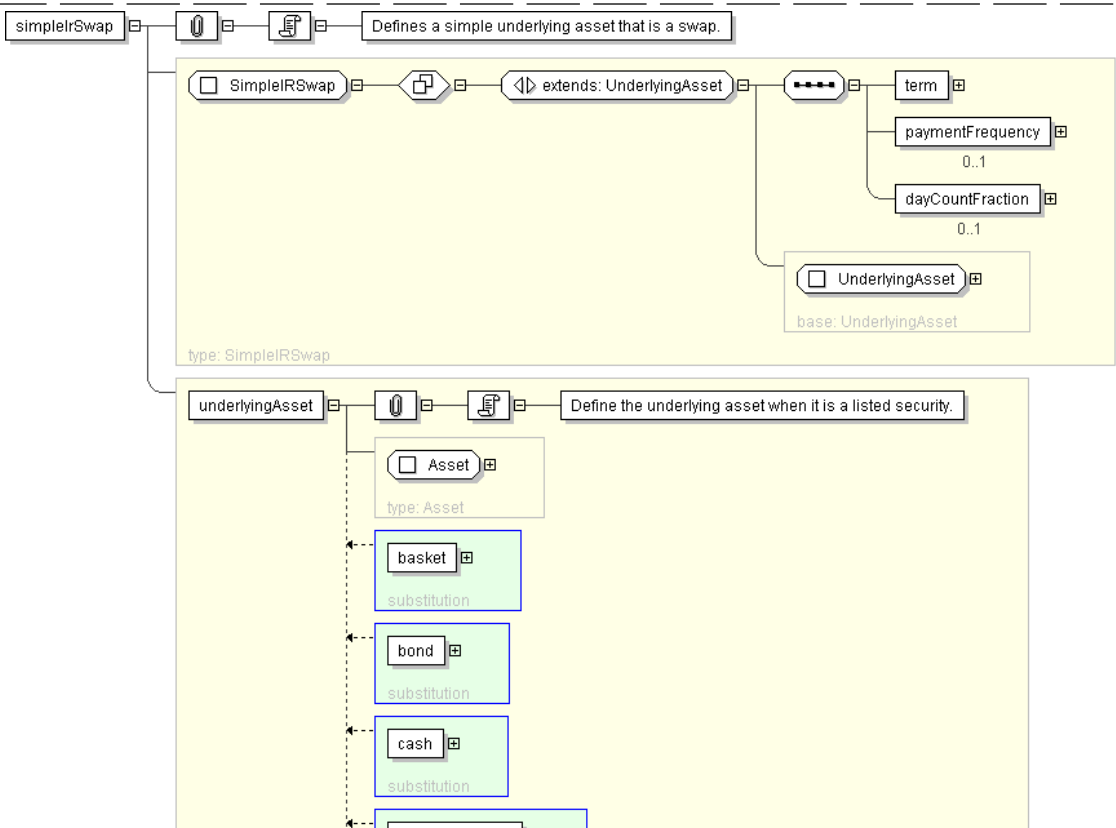 simpleIrSwap
Defines a simple underlying asset that is a swap.
SimpleIRSwap
extends: UnderlyingAsset
term
paymentFrequency
0..1
dayCountFraction
0..1
UnderlyingAsset
base: UnderlyingAsset
type: SimpleIRSwap
underlyingAsset
Define the underlying asset when it is a listed security.
Asset
type: Asset
basket
substitution
bond
substitution
cash
substitution